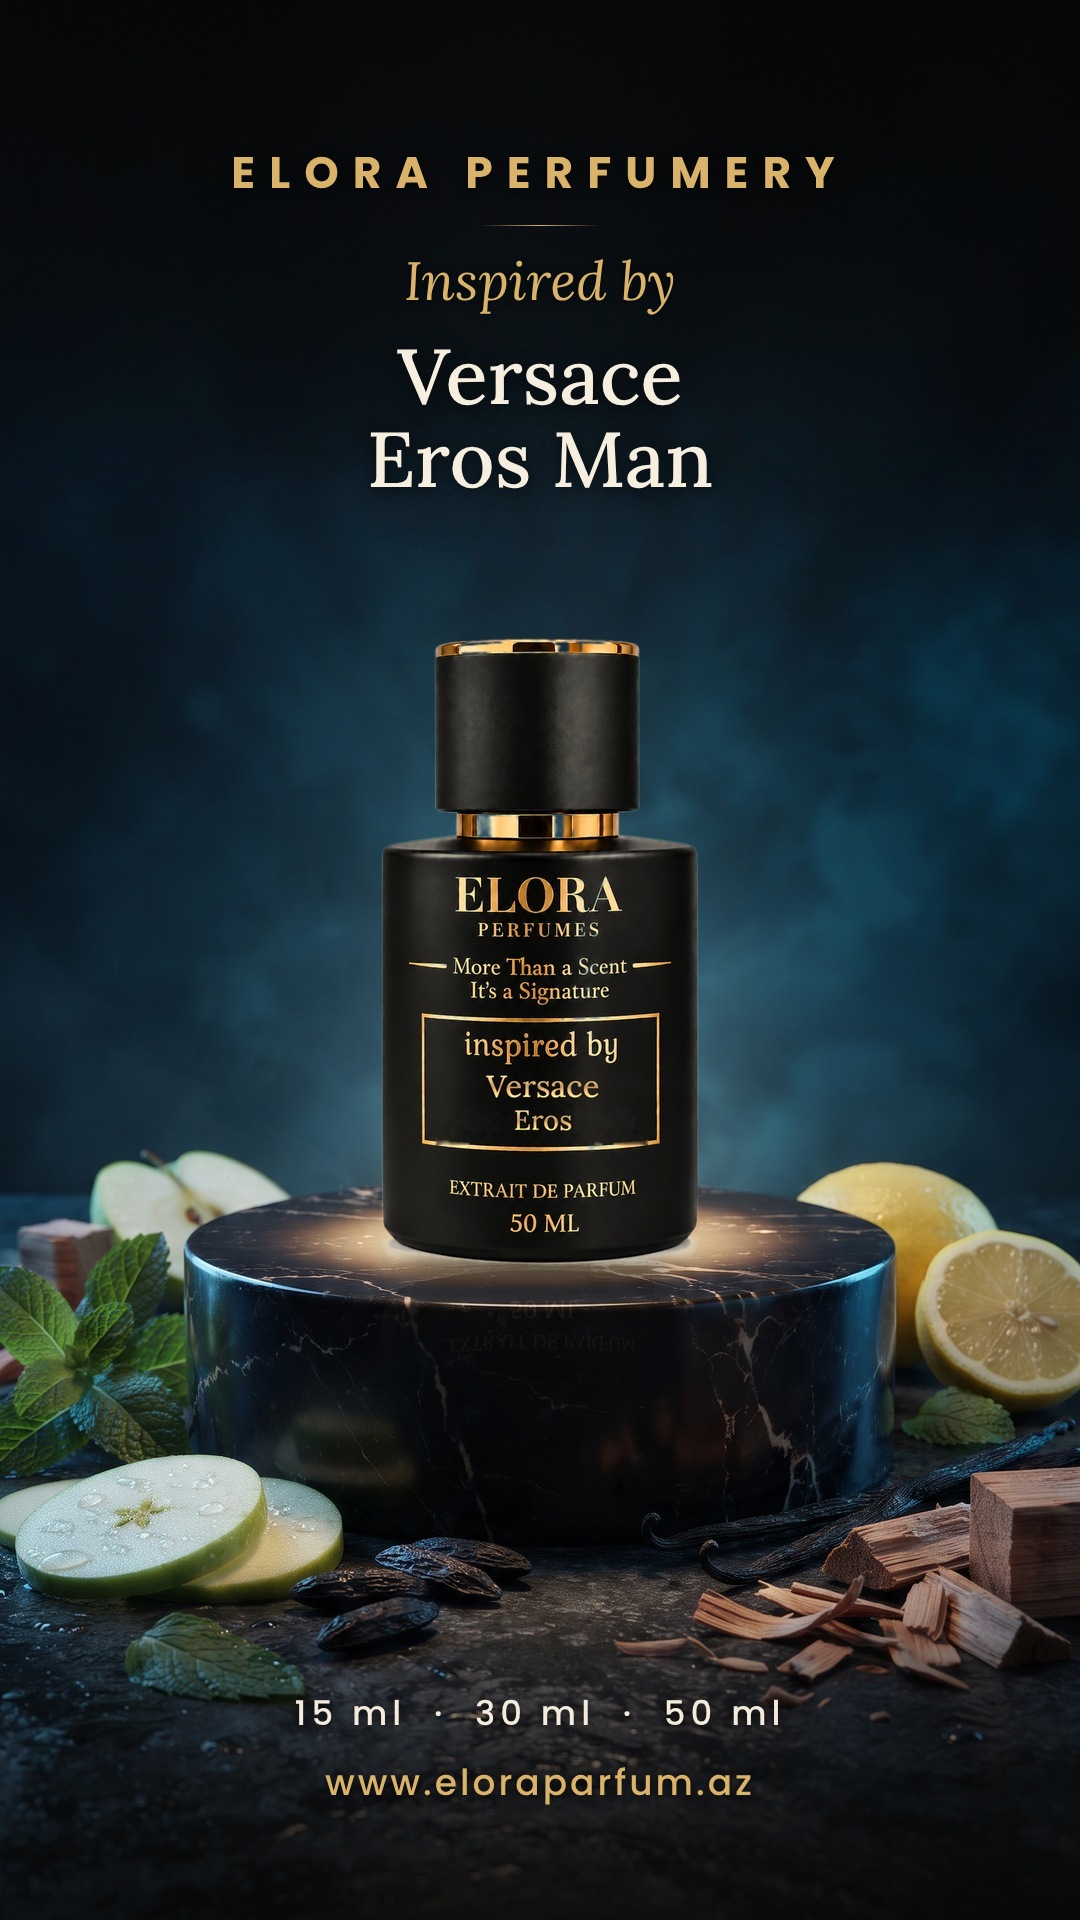 ELORA PERFUMERY
Inspired by
Versace
Eros Man
ELORA
PERFUMES
More Than a Scent
It's a Signature
inspired by
Versace
Eros
EXTRAIT DE PARFUM
50 ML
15 ml · 30 ml · 50 ml
www.eloraparfum.az